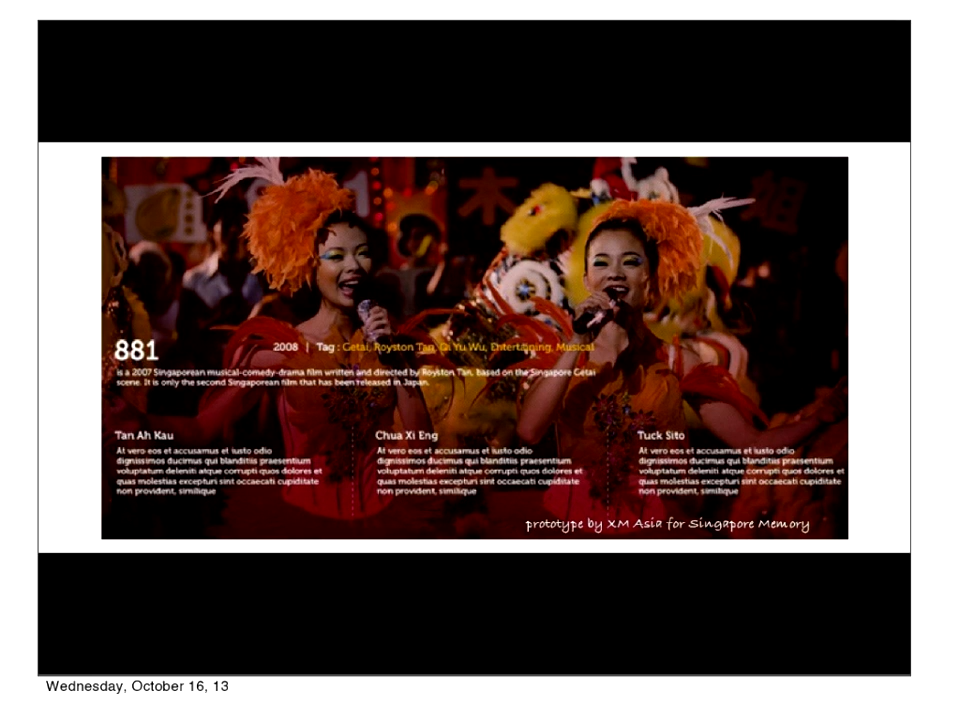 木
姐
881
2008 | Tag : Getai, Royston Tan, Qi Yu Wu, Entertaining, Musical
is a 2007 Singaporean musical-comedy-drama film written and directed by Royston Tan, based on the Singapore Getai
scene. It is only the second Singaporean film that has been released in Japan.
Tan Ah Kau
At vero eos et accusamus et iusto odio
dignissimos ducimus qui blanditiis praesentium
voluptatum deleniti atque corrupti quos dolores et
quas molestias excepturi sint occaecati cupiditate
non provident, similique
Chua Xi Eng
At vero eos et accusamus et iusto odio
dignissimos ducimus qui blanditiis praesentium
voluptatum deleniti atque corrupti quos dolores et
quas molestias excepturi sint occaecati cupiditate
non provident, similique
Tuck Sito
At vero eos et accusamus et iusto odio
dignissimos ducimus qui blanditiis praesentium
voluptatum deleniti atque corrupti quos dolores et
quas molestias excepturi sint occaecati cupiditate
non provident, similique
prototype by XM Asia for Singapore Memory
Wednesday, October 16, 13